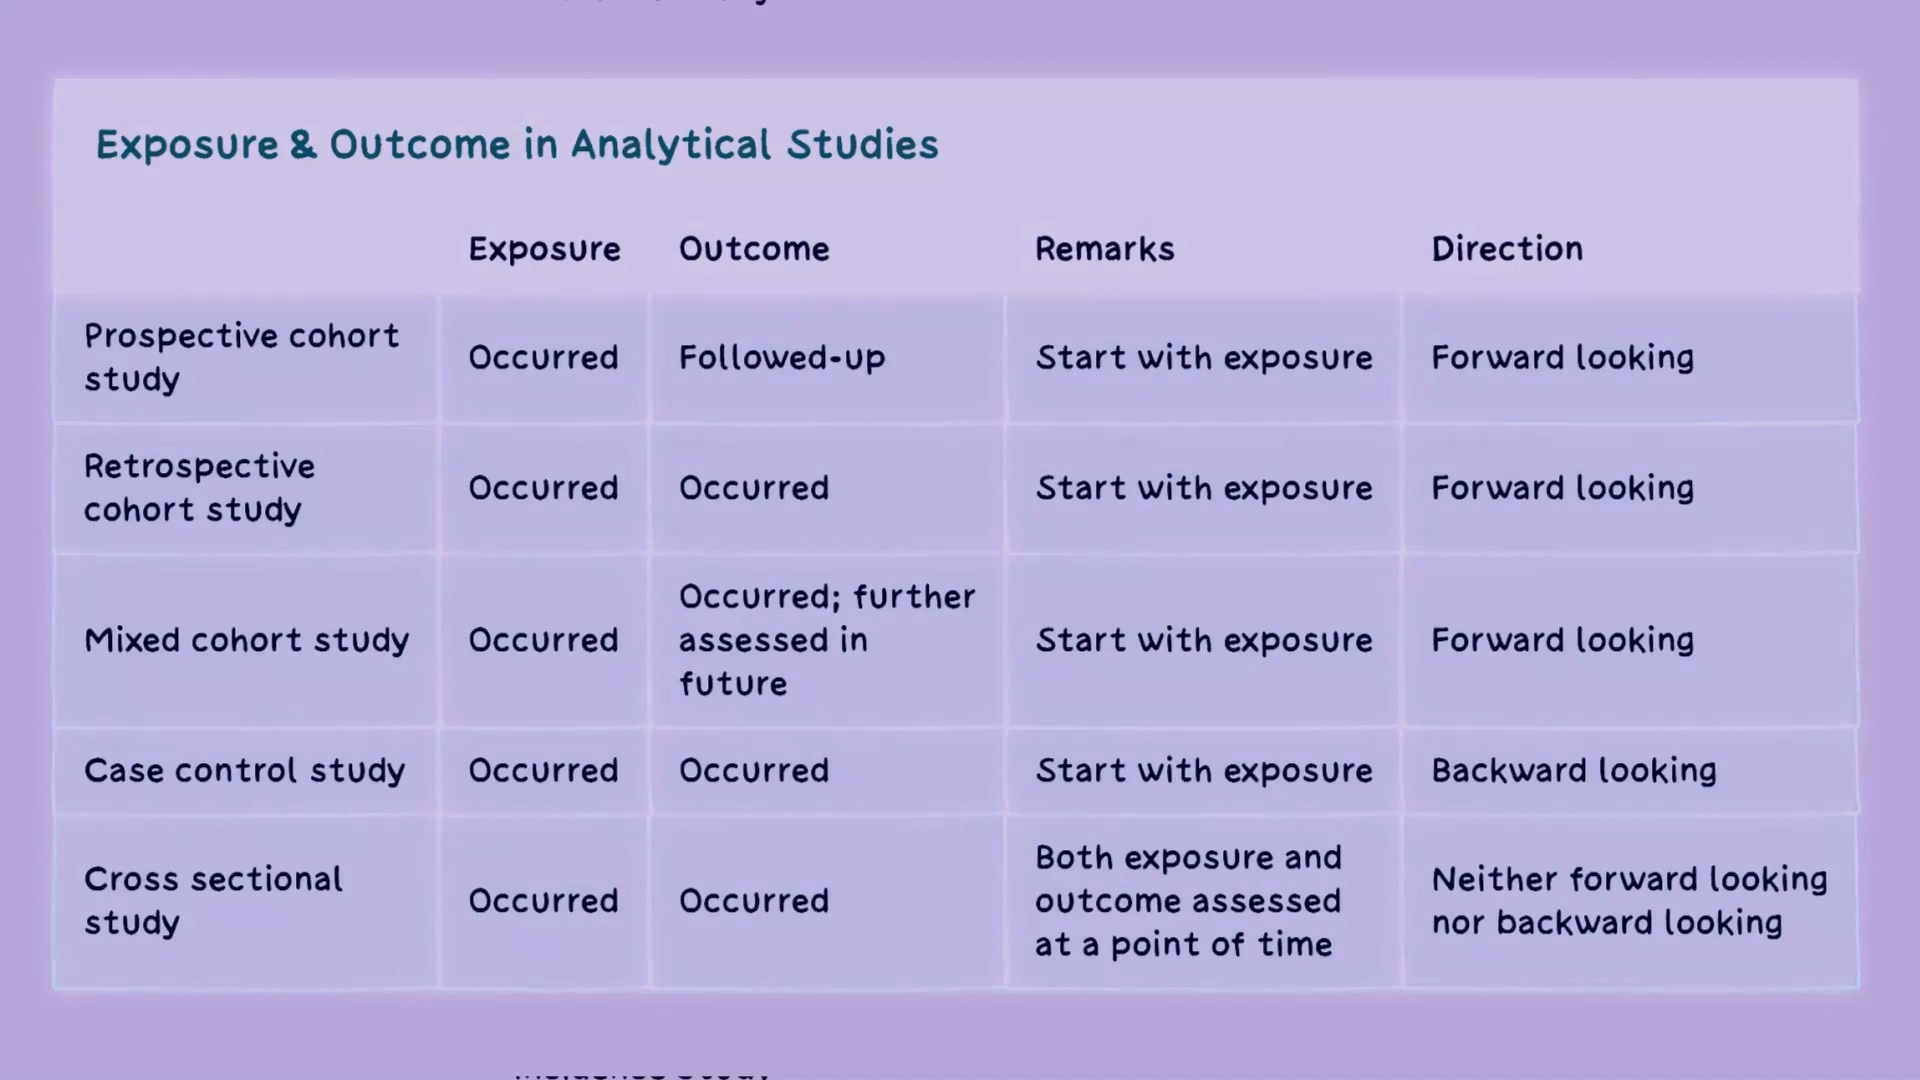 Exposure & Outcome in Analytical Studies
Exposure Outcome Remarks Direction
Prospective cohort
study
Occurred Followed-up Start with exposure Forward looking
Retrospective
cohort study
Occurred Occurred Start with exposure Forward looking
Mixed cohort study Occurred
Occurred; further
assessed in
future
Start with exposure Forward looking
Case control study Occurred Occurred Start with exposure Backward looking
Cross sectional
study
Occurred Occurred
Both exposure and
outcome assessed
at a point of time
Neither forward looking
nor backward looking